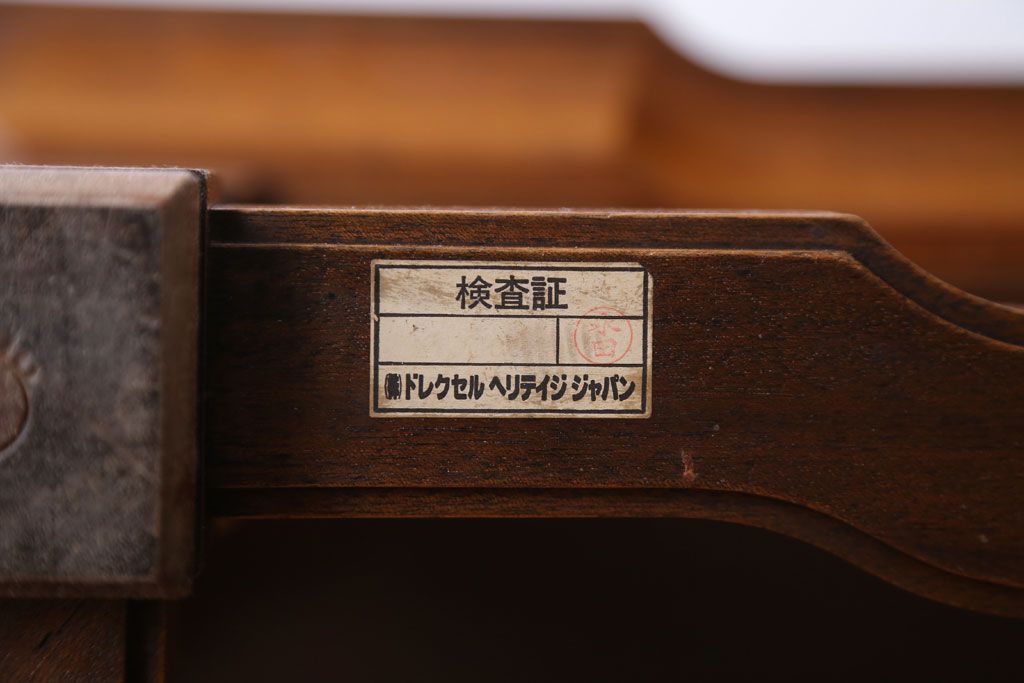 検査証
㈱ドレクセル ヘリテイジ ジャパン